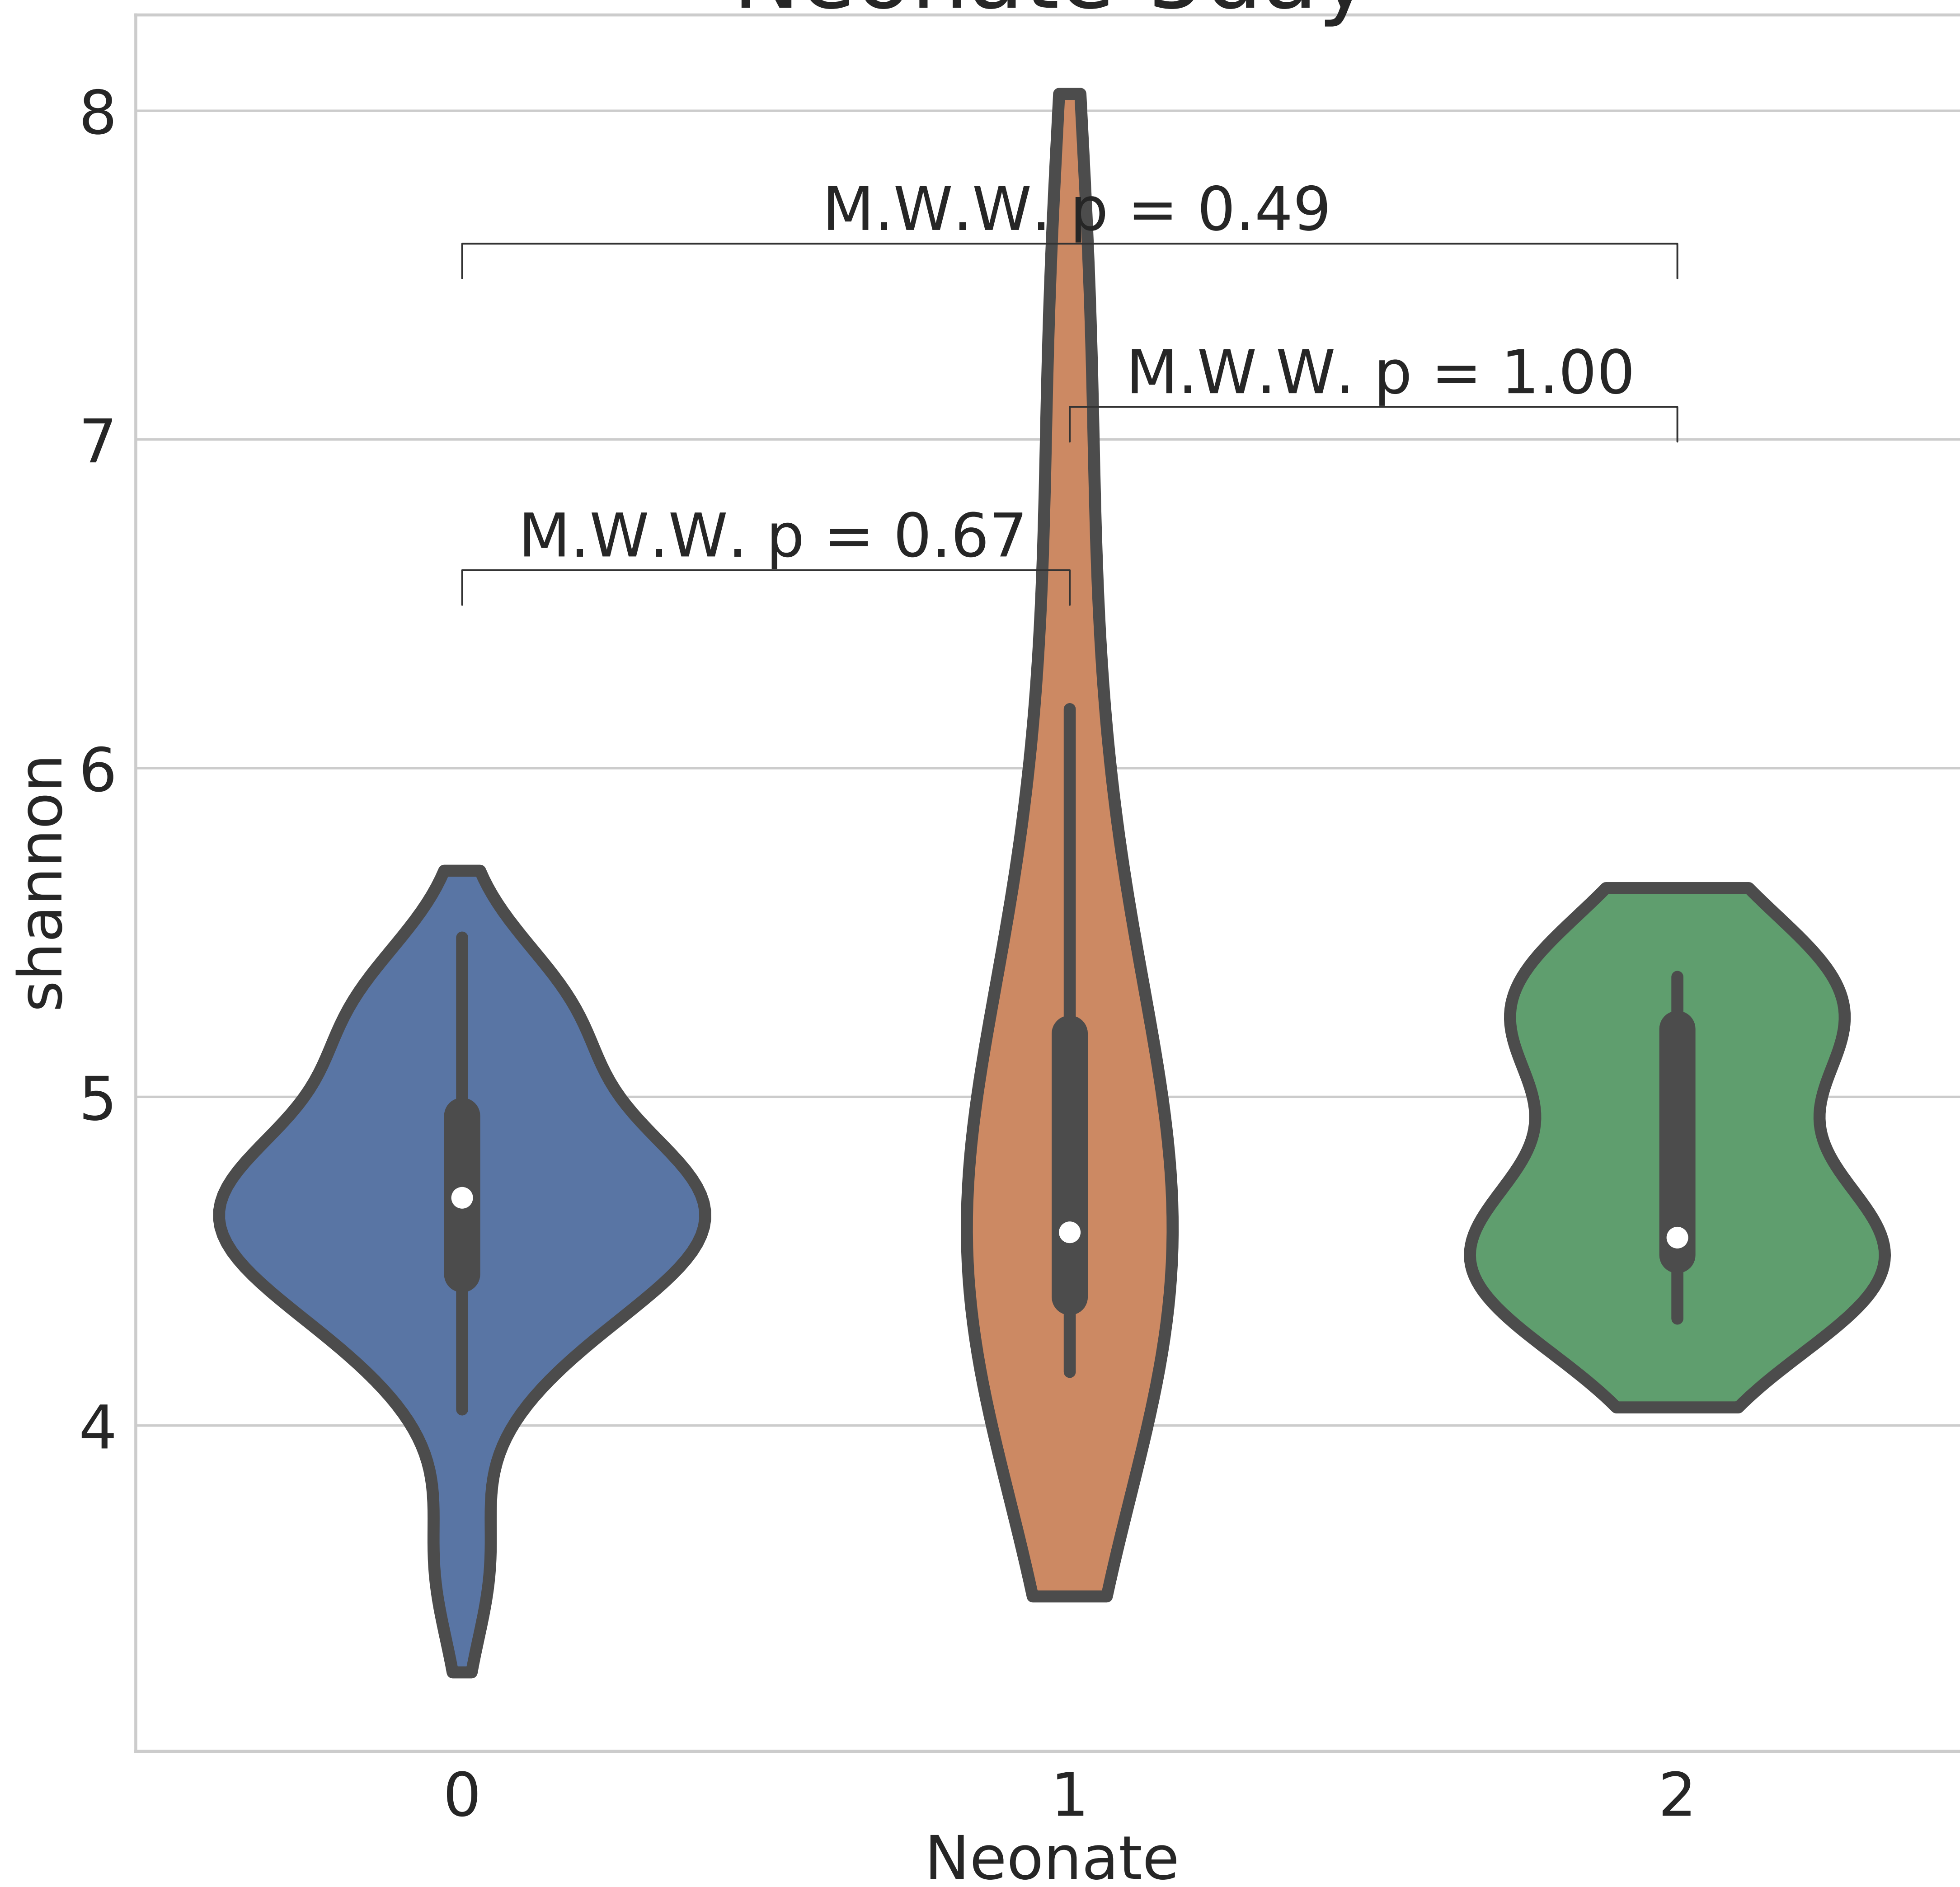 8
M.W.W. p = 0.49
M.W.W. p = 1.00
7
M.W.W. p = 0.67
6
shannon
5
4
0 1 2
Neonate